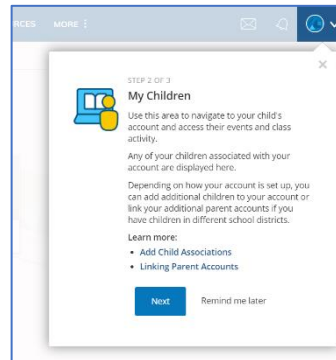 RCES MORE
STEP 2 OF 3
My Children
Use this area to navigate to your child's
account and access their events and class
activity.
Any of your children associated with your
account are displayed here.
Depending on how your account is set up, you
can add additional children to your account or
link your additional parent accounts if you
have children in different school districts.
Learn more:
• Add Child Associations
• Linking Parent Accounts
Next Remind me later